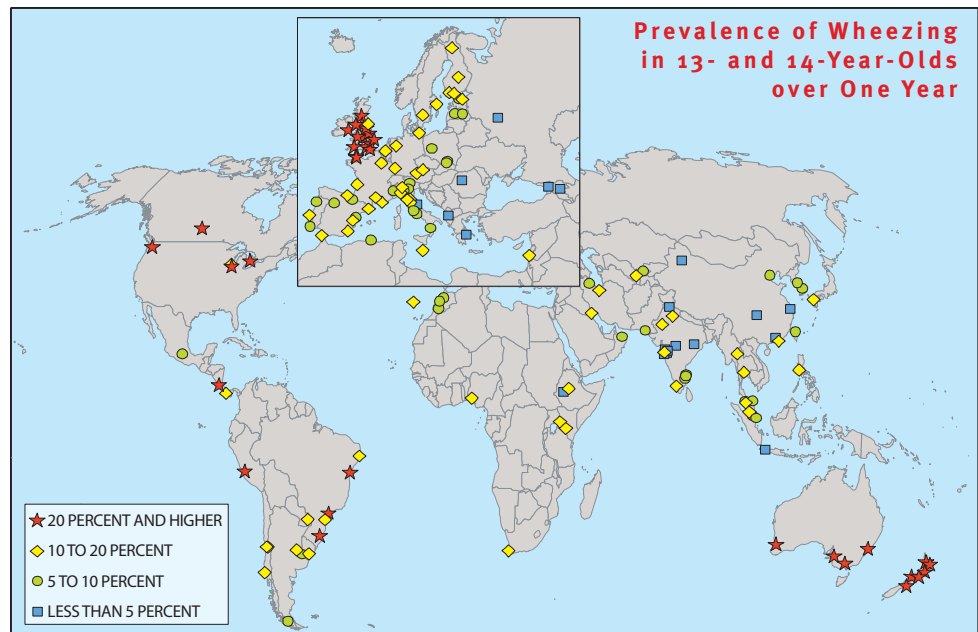 Prevalence of Wheezing
in 13- and 14-Year-Olds
over One Year
20 PERCENT AND HIGHER
10 TO 20 PERCENT
5 TO 10 PERCENT
LESS THAN 5 PERCENT